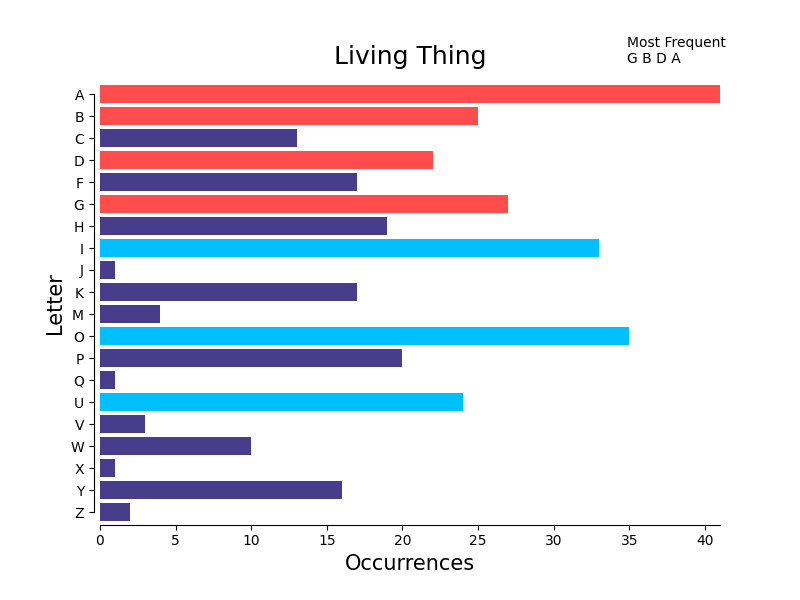 Most Frequent
G B D A
Living Thing
A
B
C
D
F
G
H
I
J
K
M
O
P
Q
U
V
W
X
Y
Z
Letter
0 5 10 15 20 25 30 35 40
Occurrences